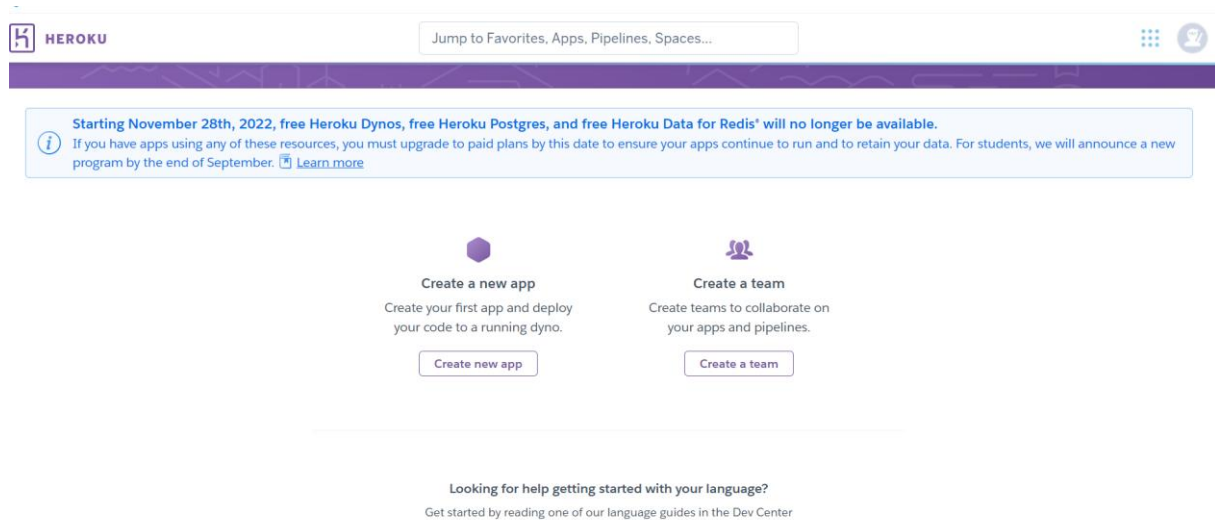 HEROKU
Jump to Favorites, Apps, Pipelines, Spaces...
Starting November 28th, 2022, free Heroku Dynos, free Heroku Postgres, and free Heroku Data for Redis® will no longer be available.
If you have apps using any of these resources, you must upgrade to paid plans by this date to ensure your apps continue to run and to retain your data. For students, we will announce a new
program by the end of September. Learn more
Create a new app
Create your first app and deploy
your code to a running dyno.
Create new app
Create a team
Create teams to collaborate on
your apps and pipelines.
Create a team
Looking for help getting started with your language?
Get started by reading one of our language guides in the Dev Center